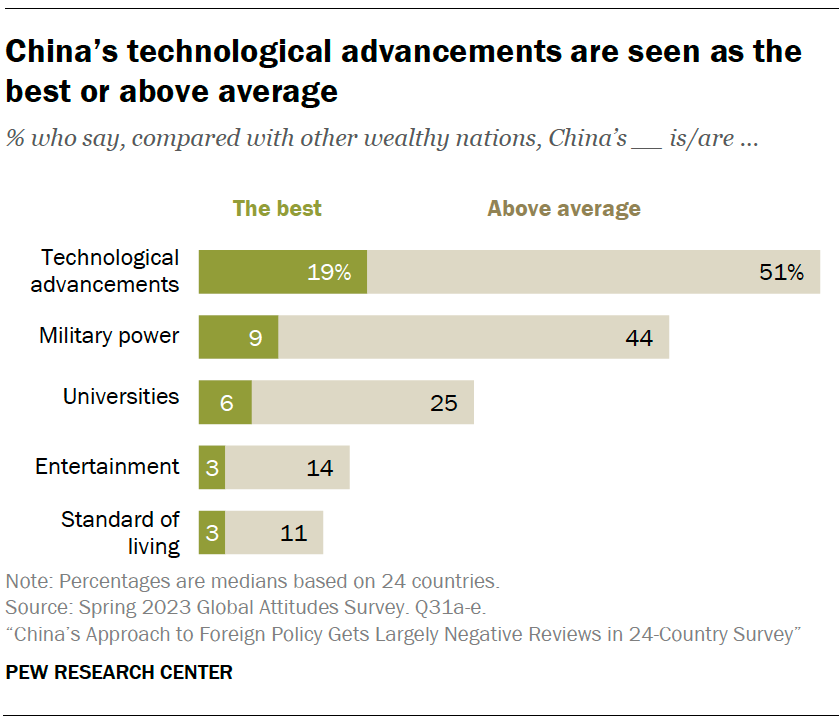 China’s technological advancements are seen as the
best or above average
% who say, compared with other wealthy nations, China’s __ is/are ...
The best
Above average
Technological
advancements
19%
51%
Military power
9
44
Universities
6
25
Entertainment
3
14
Standard of
living
3
11
Note: Percentages are medians based on 24 countries.
Source: Spring 2023 Global Attitudes Survey. Q31a-e.
“China’s Approach to Foreign Policy Gets Largely Negative Reviews in 24-Country Survey”
PEW RESEARCH CENTER